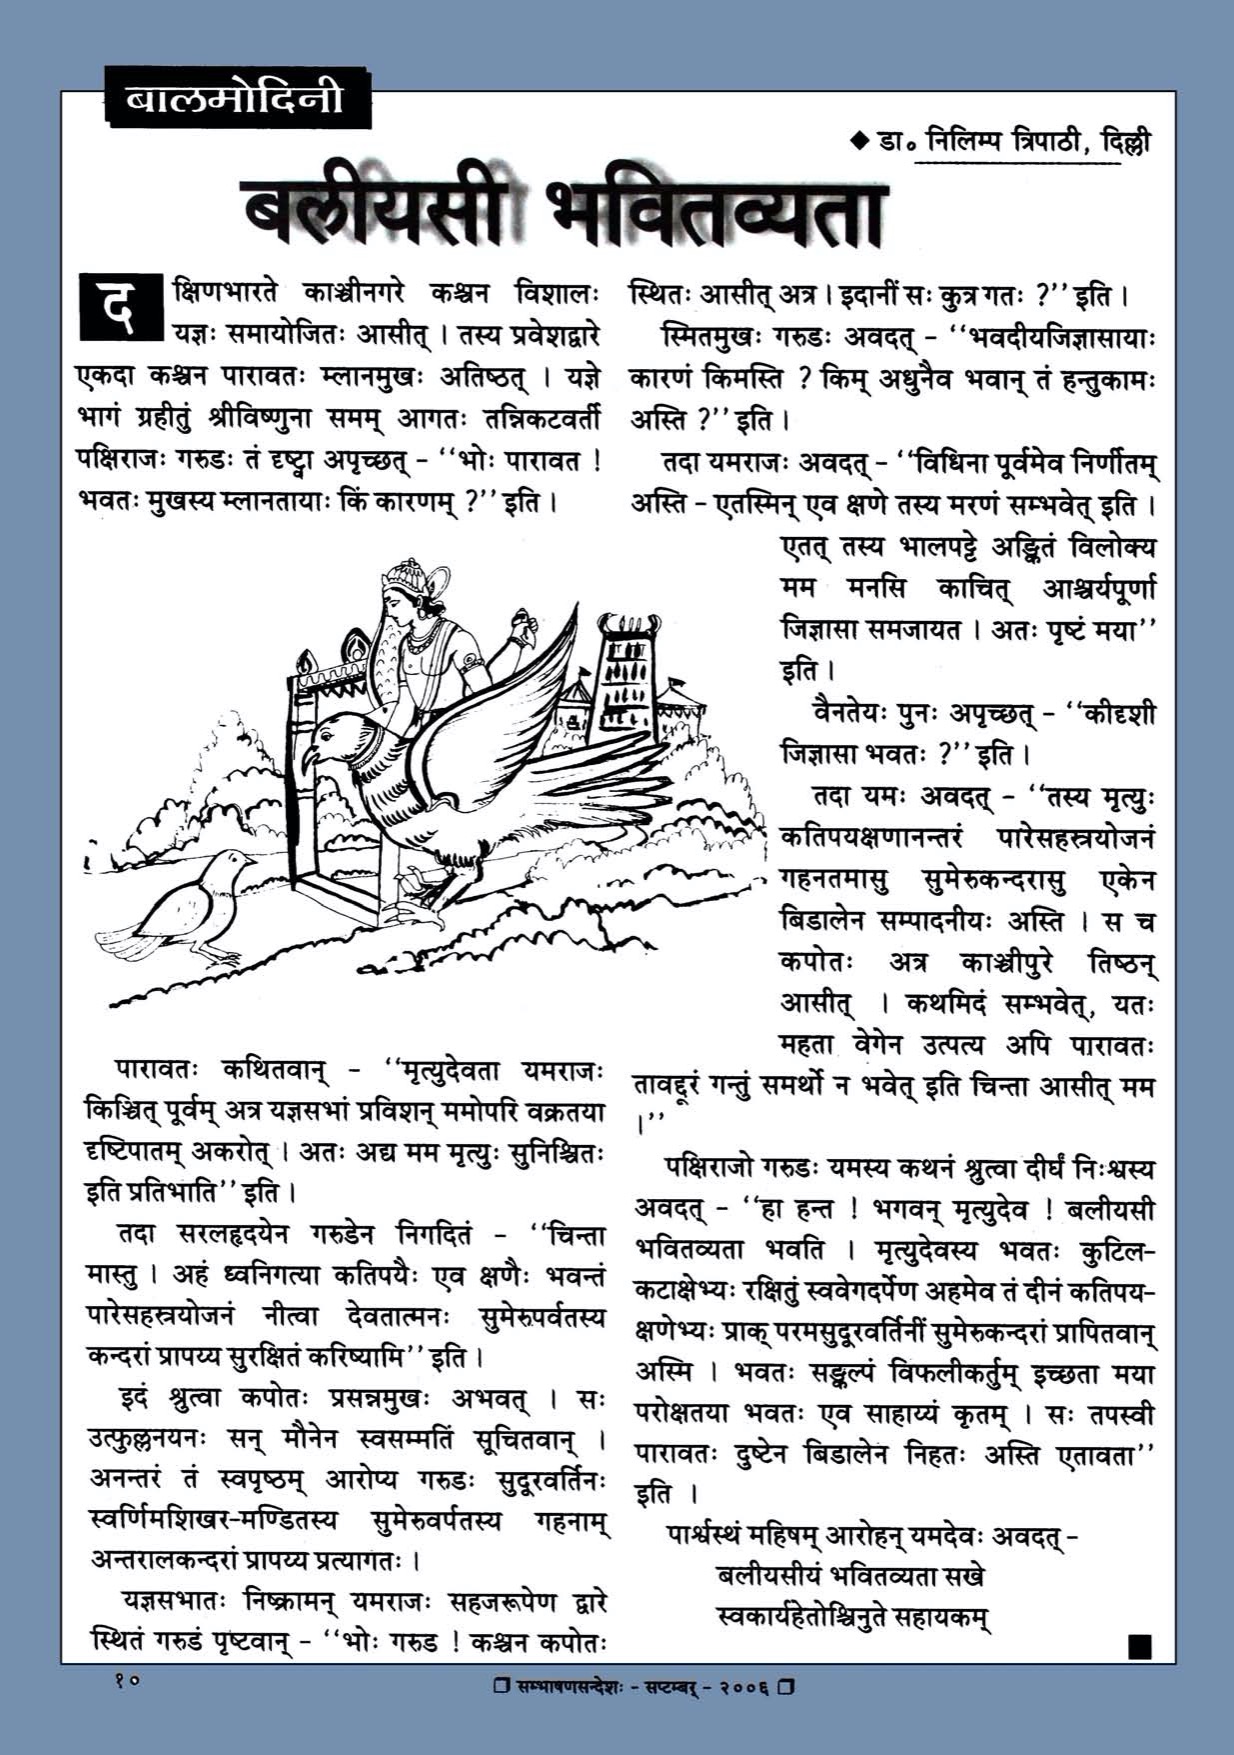 बालमोदिनी
◆ डा० निलिम्प त्रिपाठी, दिल्ली
बलीयसी भवितव्यता
दक्षिणभारते काञ्चीनगरे कश्चन विशालः
यज्ञः समायोजितः आसीत् । तस्य प्रवेशद्वारे
एकदा कश्चन पारावतः म्लानमुखः अतिष्ठत् । यज्ञे
भागं ग्रहीतुं श्रीविष्णुना समम् आगतः तन्निकटवर्ती
पक्षिराजः गरुडः तं दृष्ट्वा अपृच्छत् - ‘‘भोः पारावत !
भवतः मुखस्य म्लानतायाः किं कारणम् ?’’ इति ।
पारावतः कथितवान् - ‘‘मृत्युदेवता यमराजः
किञ्चित् पूर्वम् अत्र यज्ञसभां प्रविशन् ममोपरि वक्रतया
दृष्टिपातम् अकरोत् । अतः अद्य मम मृत्युः सुनिश्चितः
इति प्रतिभाति’’ इति ।
तदा सरलहृदयेन गरुडेन निगदितं - ‘‘चिन्ता
मास्तु । अहं ध्वनिगत्या कतिपयैः एव क्षणैः भवन्तं
पारेसहस्त्रयोजनं नीत्वा देवतात्मनः सुमेरुपर्वतस्य
कन्दरां प्रापय्य सुरक्षितं करिष्यामि’’ इति ।
इदं श्रुत्वा कपोतः प्रसन्नमुखः अभवत् । सः
उत्फुल्लनयनः सन् मौनेन स्वसम्मतिं सूचितवान् ।
अनन्तरं तं स्वपृष्ठम् आरोप्य गरुडः सुदूरवर्तिनः
स्वर्णिमशिखर-मण्डितस्य सुमेरुवर्पतस्य गहनाम्
अन्तरालकन्दरां प्रापय्य प्रत्यागतः ।
यज्ञसभातः निष्क्रामन् यमराजः सहजरूपेण द्वारे
स्थितं गरुडं पृष्टवान् - ‘‘भोः गरुड ! कश्चन कपोतः
स्थितः आसीत् अत्र । इदानीं सः कुत्र गतः ?’’ इति ।
स्मितमुखः गरुडः अवदत् - ‘‘भवदीयजिज्ञासायाः
कारणं किमस्ति ? किम् अधुनैव भवान् तं हन्तुकामः
अस्ति ?’’ इति ।
तदा यमराजः अवदत् - ‘‘विधिना पूर्वमेव निर्णीतम्
अस्ति - एतस्मिन् एव क्षणे तस्य मरणं सम्भवेत् इति ।
एतत् तस्य भालपट्टे अङ्कितं विलोक्य
मम मनसि काचित् आश्चर्यपूर्णा
जिज्ञासा समजायत । अतः पृष्टं मया’’
इति ।
वैनतेयः पुनः अपृच्छत् - ‘‘कीदृशी
जिज्ञासा भवतः ?’’ इति ।
तदा यमः अवदत् - ‘‘तस्य मृत्युः
कतिपयक्षणानन्तरं पारेसहस्त्रयोजनं
गहनतमासु सुमेरुकन्दरासु एकेन
बिडालेन सम्पादनीयः अस्ति । स च
कपोतः अत्र काञ्चीपुरे तिष्ठन्
आसीत् । कथमिदं सम्भवेत्, यतः
महता वेगेन उत्पत्य अपि पारावतः
तावद्दूरं गन्तुं समर्थो न भवेत् इति चिन्ता आसीत् मम
।’’
पक्षिराजो गरुडः यमस्य कथनं श्रुत्वा दीर्घं निःश्वस्य
अवदत् - ‘‘हा हन्त ! भगवन् मृत्युदेव ! बलीयसी
भवितव्यता भवति । मृत्युदेवस्य भवतः कुटिल-
कटाक्षेभ्यः रक्षितुं स्ववेगदर्पेण अहमेव तं दीनं कतिपय-
क्षणेभ्यः प्राक् परमसुदूरवर्तिनीं सुमेरुकन्दरां प्रापितवान्
अस्मि । भवतः सङ्कल्पं विफलीकर्तुम् इच्छता मया
परोक्षतया भवतः एव साहाय्यं कृतम् । सः तपस्वी
पारावतः दुष्टेन बिडालेन निहतः अस्ति एतावता’’
इति ।
पार्श्वस्थं महिषम् आरोहन् यमदेवः अवदत् -
बलीयसीयं भवितव्यता सखे
स्वकार्यहेतोश्चिनुते सहायकम्
१०
❐ सम्भाषणसन्देशः - सप्टम्बर् - २००६ ❐